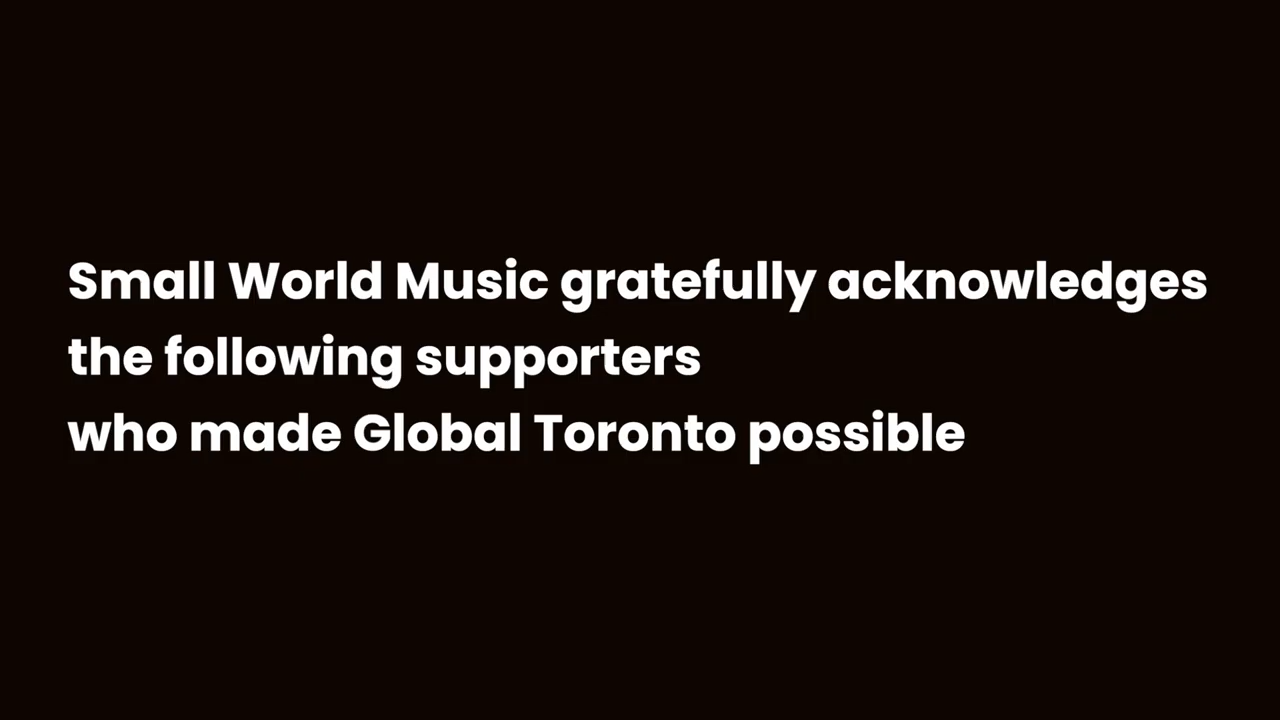 Small World Music gratefully acknowledges
the following supporters
who made Global Toronto possible